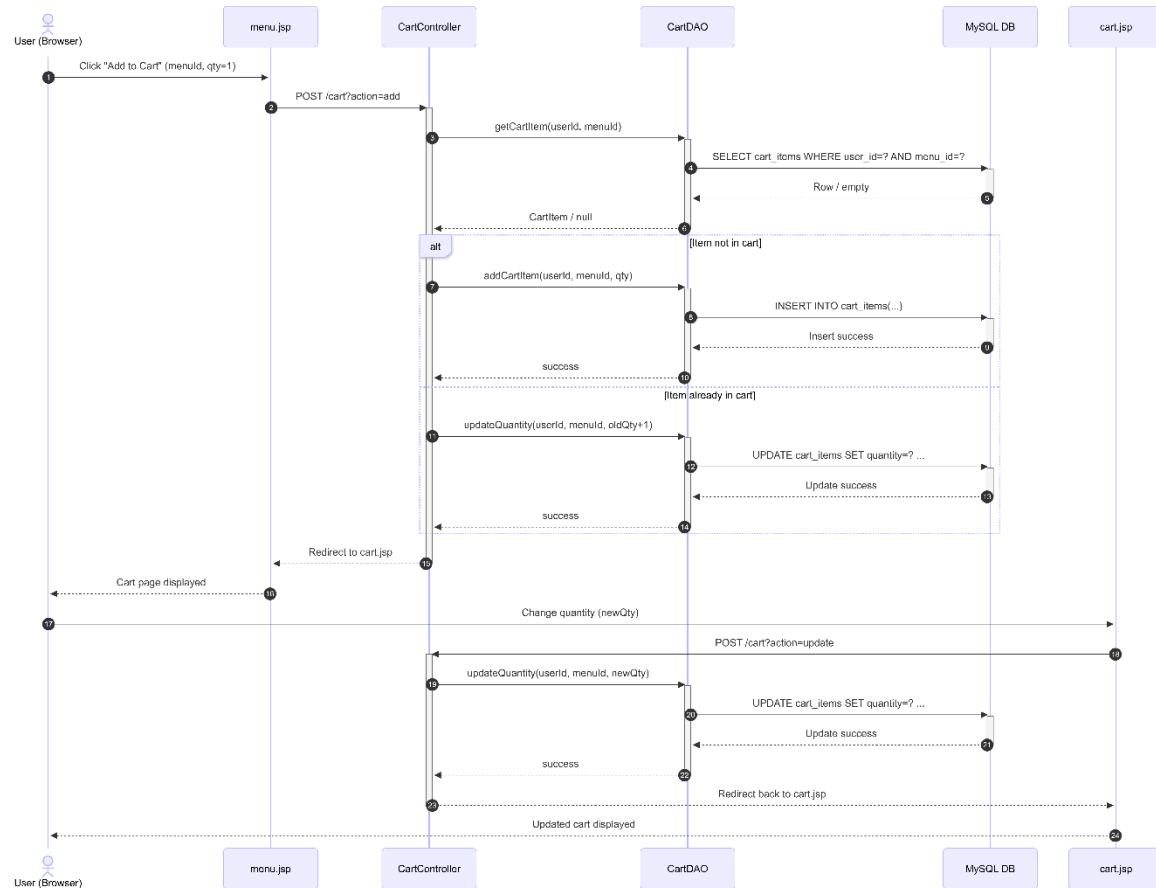 User (Browser)
menu.jsp
CartController
CartDAO
MySQL DB
cart.jsp
1
Click "Add to Cart" (menuId, qty=1)
2
POST /cart?action=add
3
getCartItem(userId, menuId)
4
SELECT cart_items WHERE user_id=? AND menu_id=?
Row / empty
5
CartItem / null
6
alt
[Item not in cart]
7
addCartItem(userId, menuId, qty)
8
INSERT INTO cart_items(...)
Insert success
9
success
10
[Item already in cart]
11
updateQuantity(userId, menuId, oldQty+1)
12
UPDATE cart_items SET quantity=? ...
Update success
13
success
14
Redirect to cart.jsp
15
Cart page displayed
16
17
Change quantity (newQty)
POST /cart?action=update
18
19
updateQuantity(userId, menuId, newQty)
20
UPDATE cart_items SET quantity=? ...
Update success
21
success
22
23
Redirect back to cart.jsp
Updated cart displayed
24
User (Browser)
menu.jsp
CartController
CartDAO
MySQL DB
cart.jsp